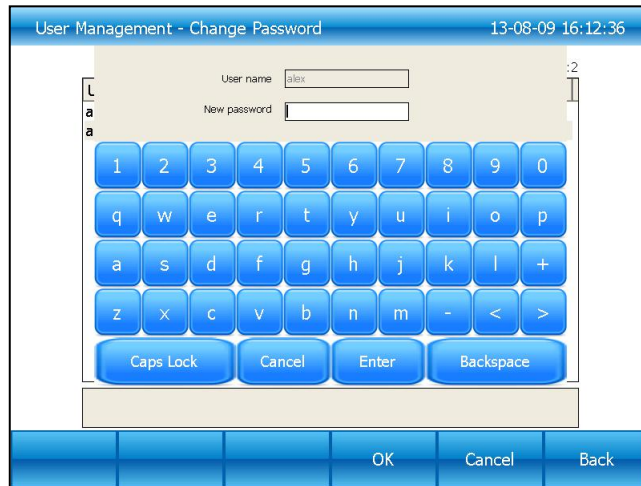 User Management - Change Password 13-08-09 16:12:36
:2
User name alex
U
New password
a
a
1 2 3 4 5 6 7 8 9 0
q w e r t y u i o p
a s d f g h j k l +
z x c v b n m - < >
Caps Lock Cancel Enter Backspace
OK Cancel Back